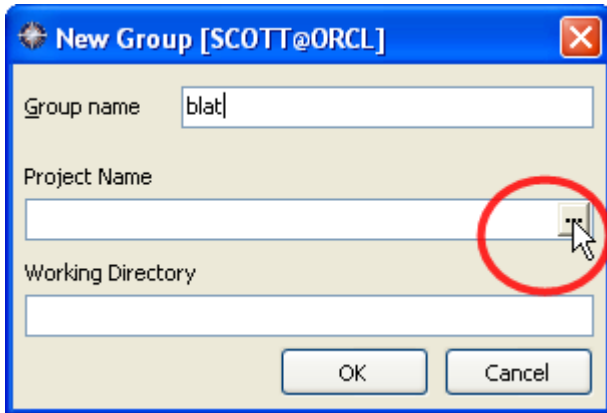 New Group [SCOTT@ORCL]
Group name blat
Project Name
...
Working Directory
OK Cancel